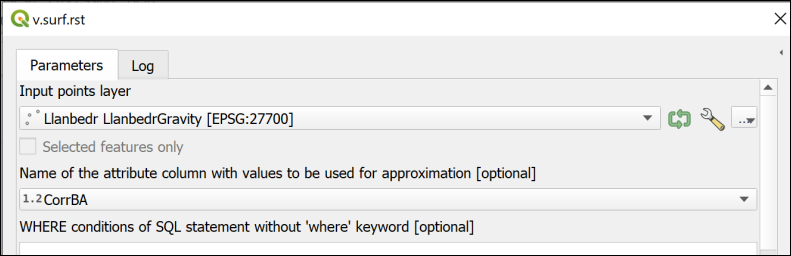 v.surf.rst
Parameters Log
Input points layer
Llanbedr LlanbedrGravity [EPSG:27700]
...
Selected features only
Name of the attribute column with values to be used for approximation [optional]
1.2 CorrBA
WHERE conditions of SQL statement without 'where' keyword [optional]